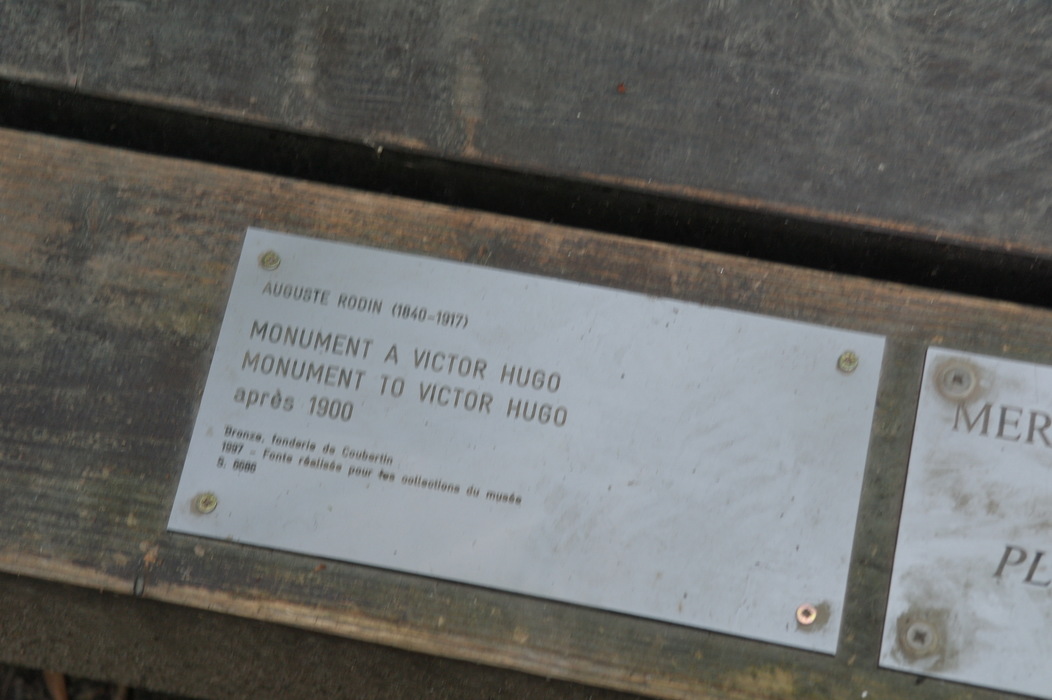 AUGUSTE RODIN (1840-1917)
MONUMENT A VICTOR HUGO
MONUMENT TO VICTOR HUGO
après 1900
Bronze, fonderie de Coubertin
1997 - Fonte réalisée pour les collections du musée
MER
PL